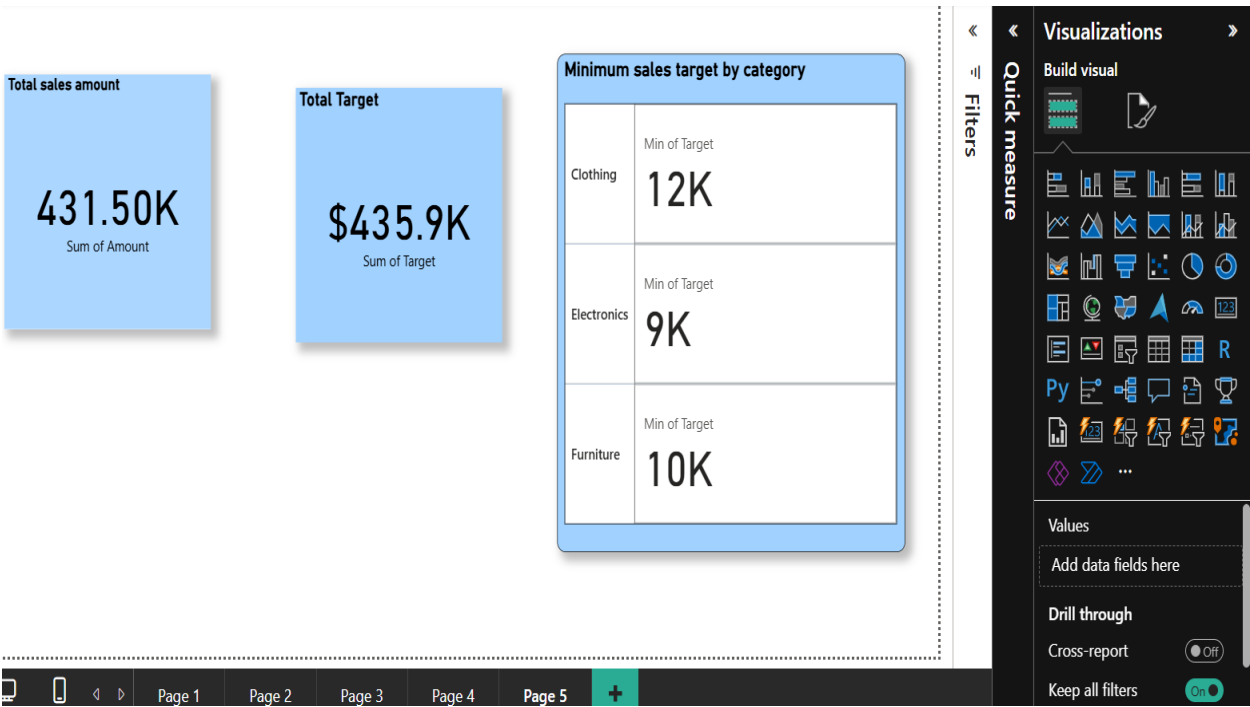 Total sales amount
431.50K
Sum of Amount
Total Target
$435.9K
Sum of Target
Minimum sales target by category
Clothing
Min of Target
12K
Electronics
Min of Target
9K
Furniture
Min of Target
10K
Filters
Quick measure
Visualizations
Build visual
123
R
Py
123
Values
Add data fields here
Drill through
Cross-report
Off
Keep all filters
On
Page 1
Page 2
Page 3
Page 4
Page 5
+